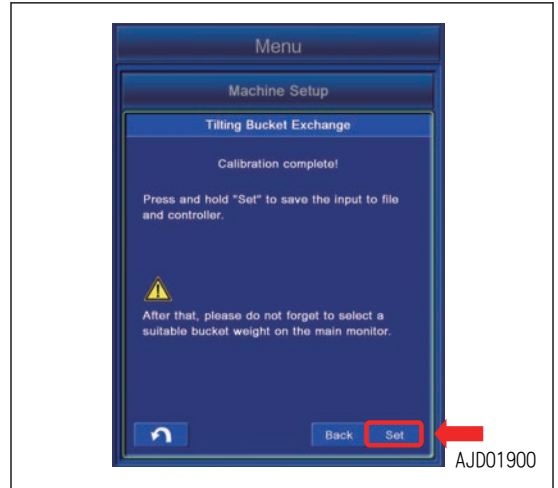 Menu
Machine Setup
Tilting Bucket Exchange
Calibration complete!
Press and hold "Set" to save the input to file
and controller.
After that, please do not forget to select a
suitable bucket weight on the main monitor.
Back Set
AJD01900